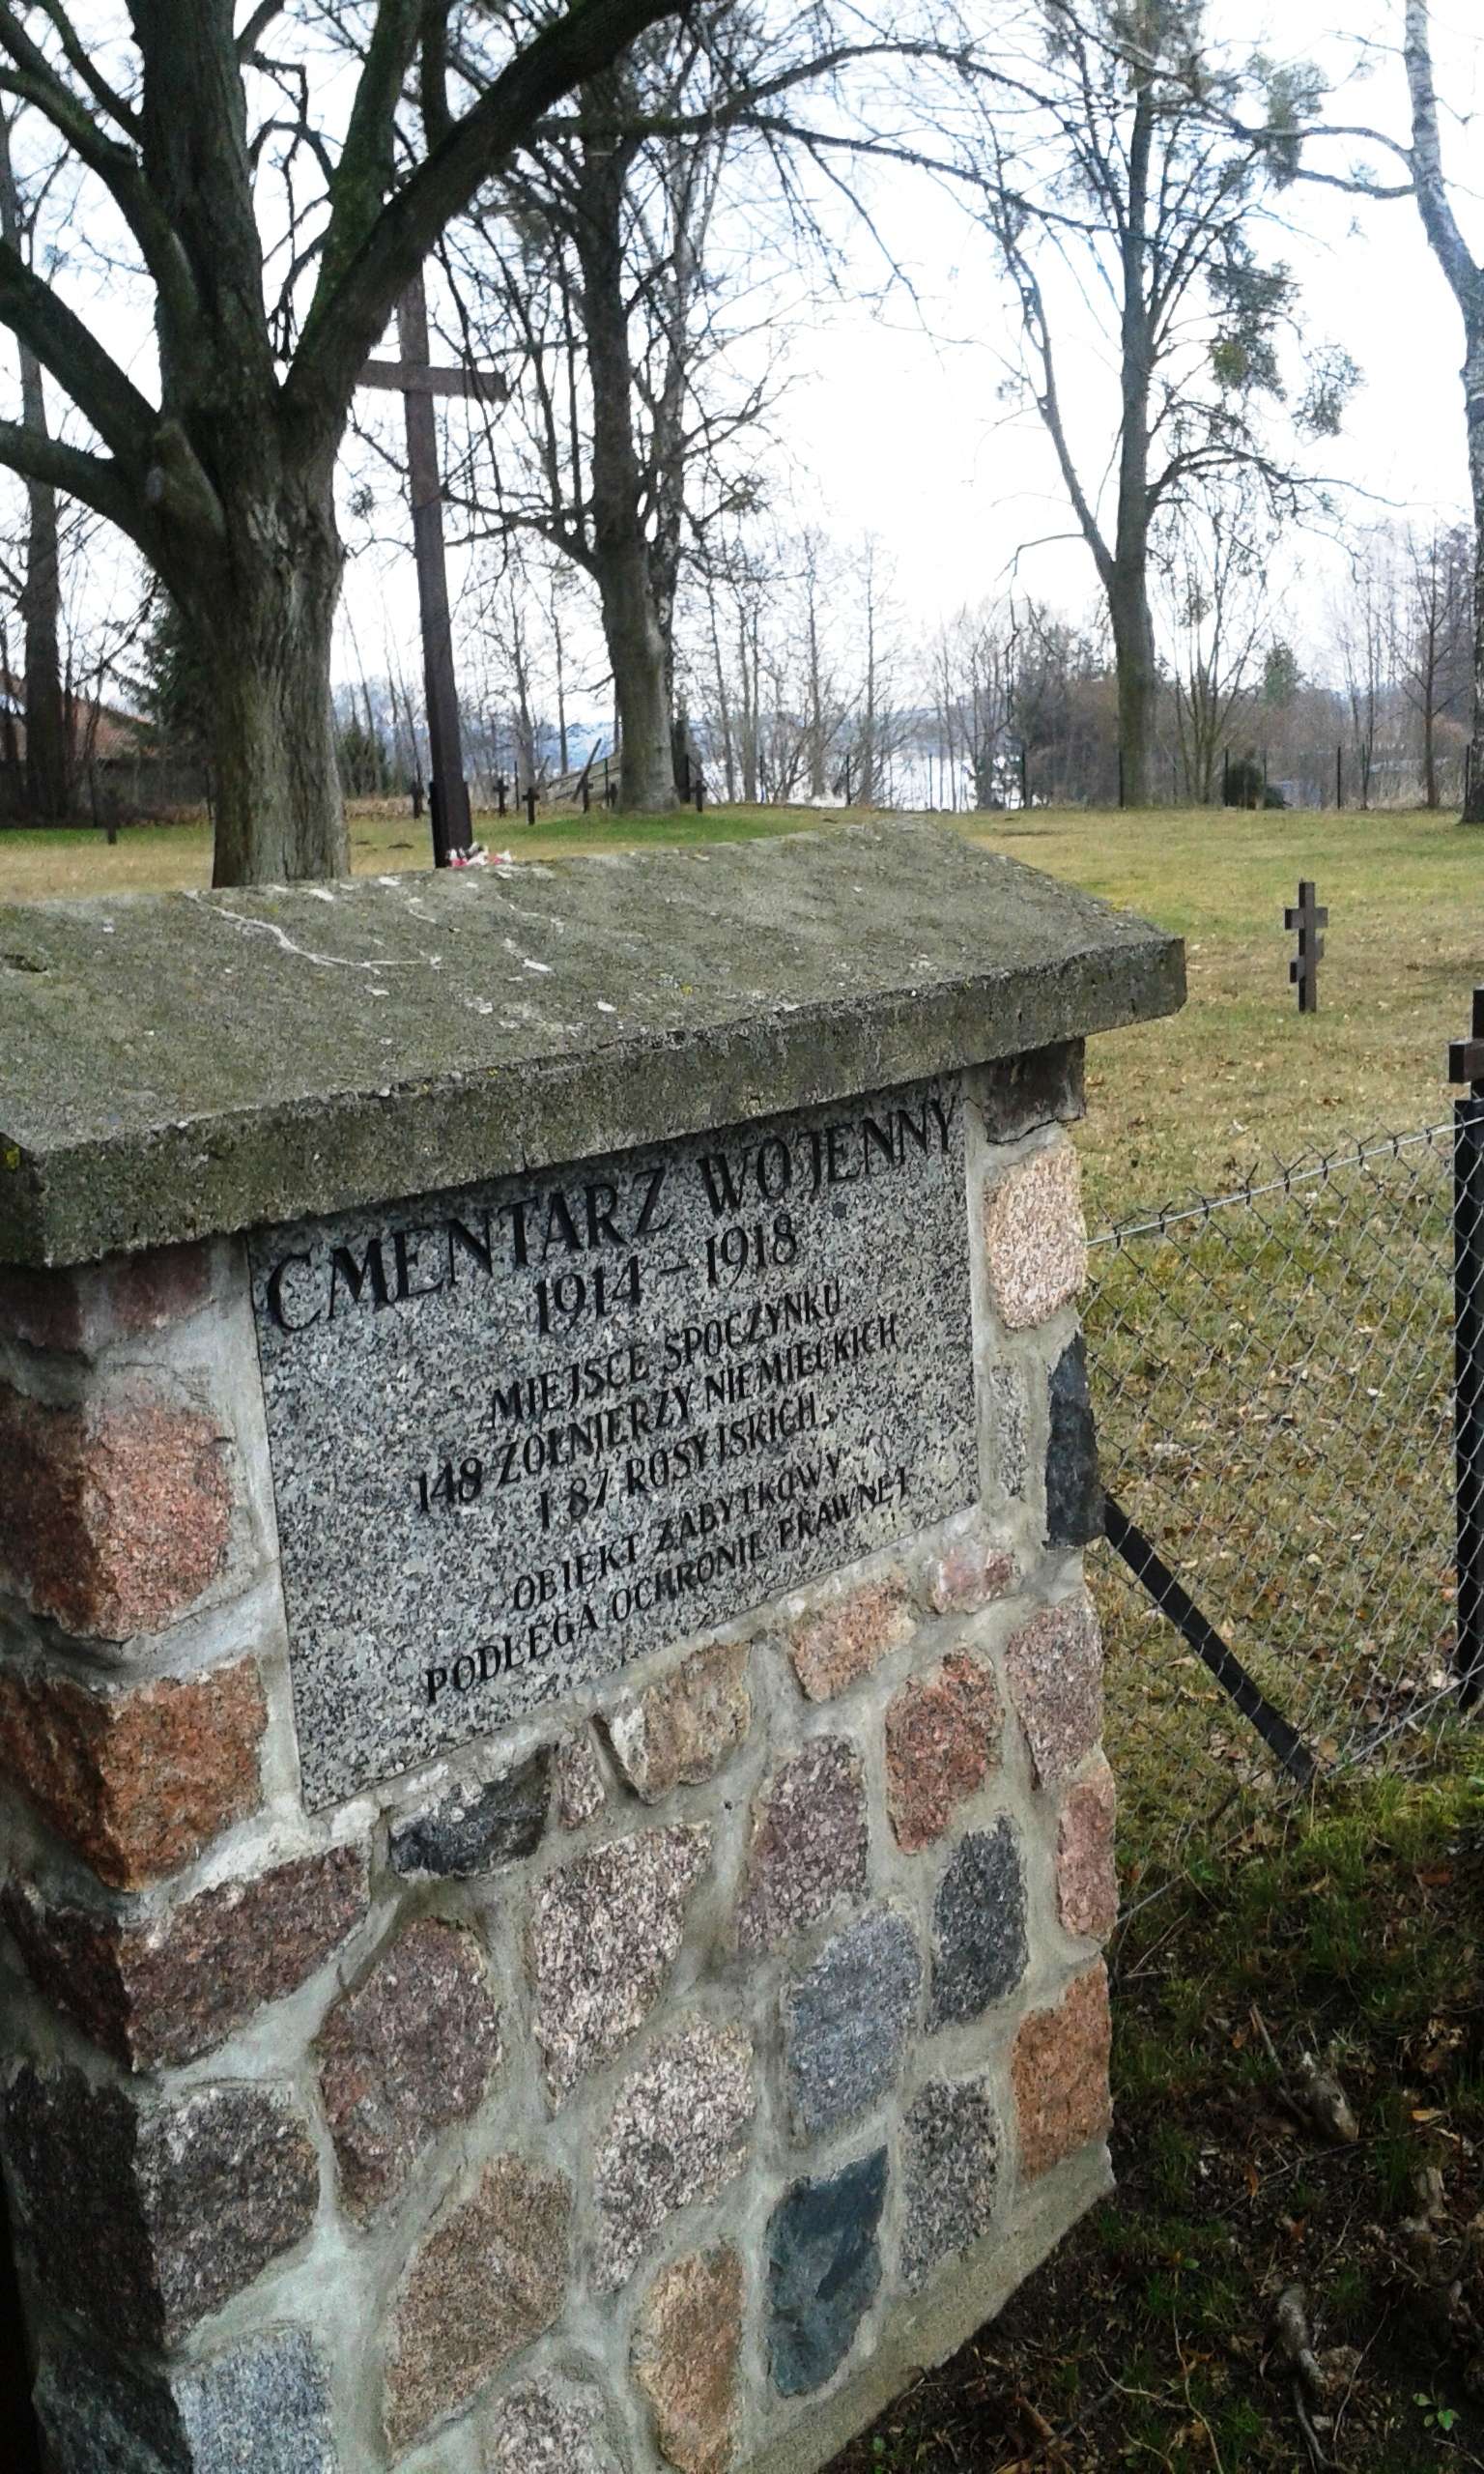 CMENTARZ WOJENNY
1914 – 1918
MIEJSCE SPOCZYNKU
148 ŻOŁNIERZY NIEMIECKICH
I 87 ROSYJSKICH.
OBIEKT ZABYTKOWY
PODLEGA OCHRONIE PRAWNEJ